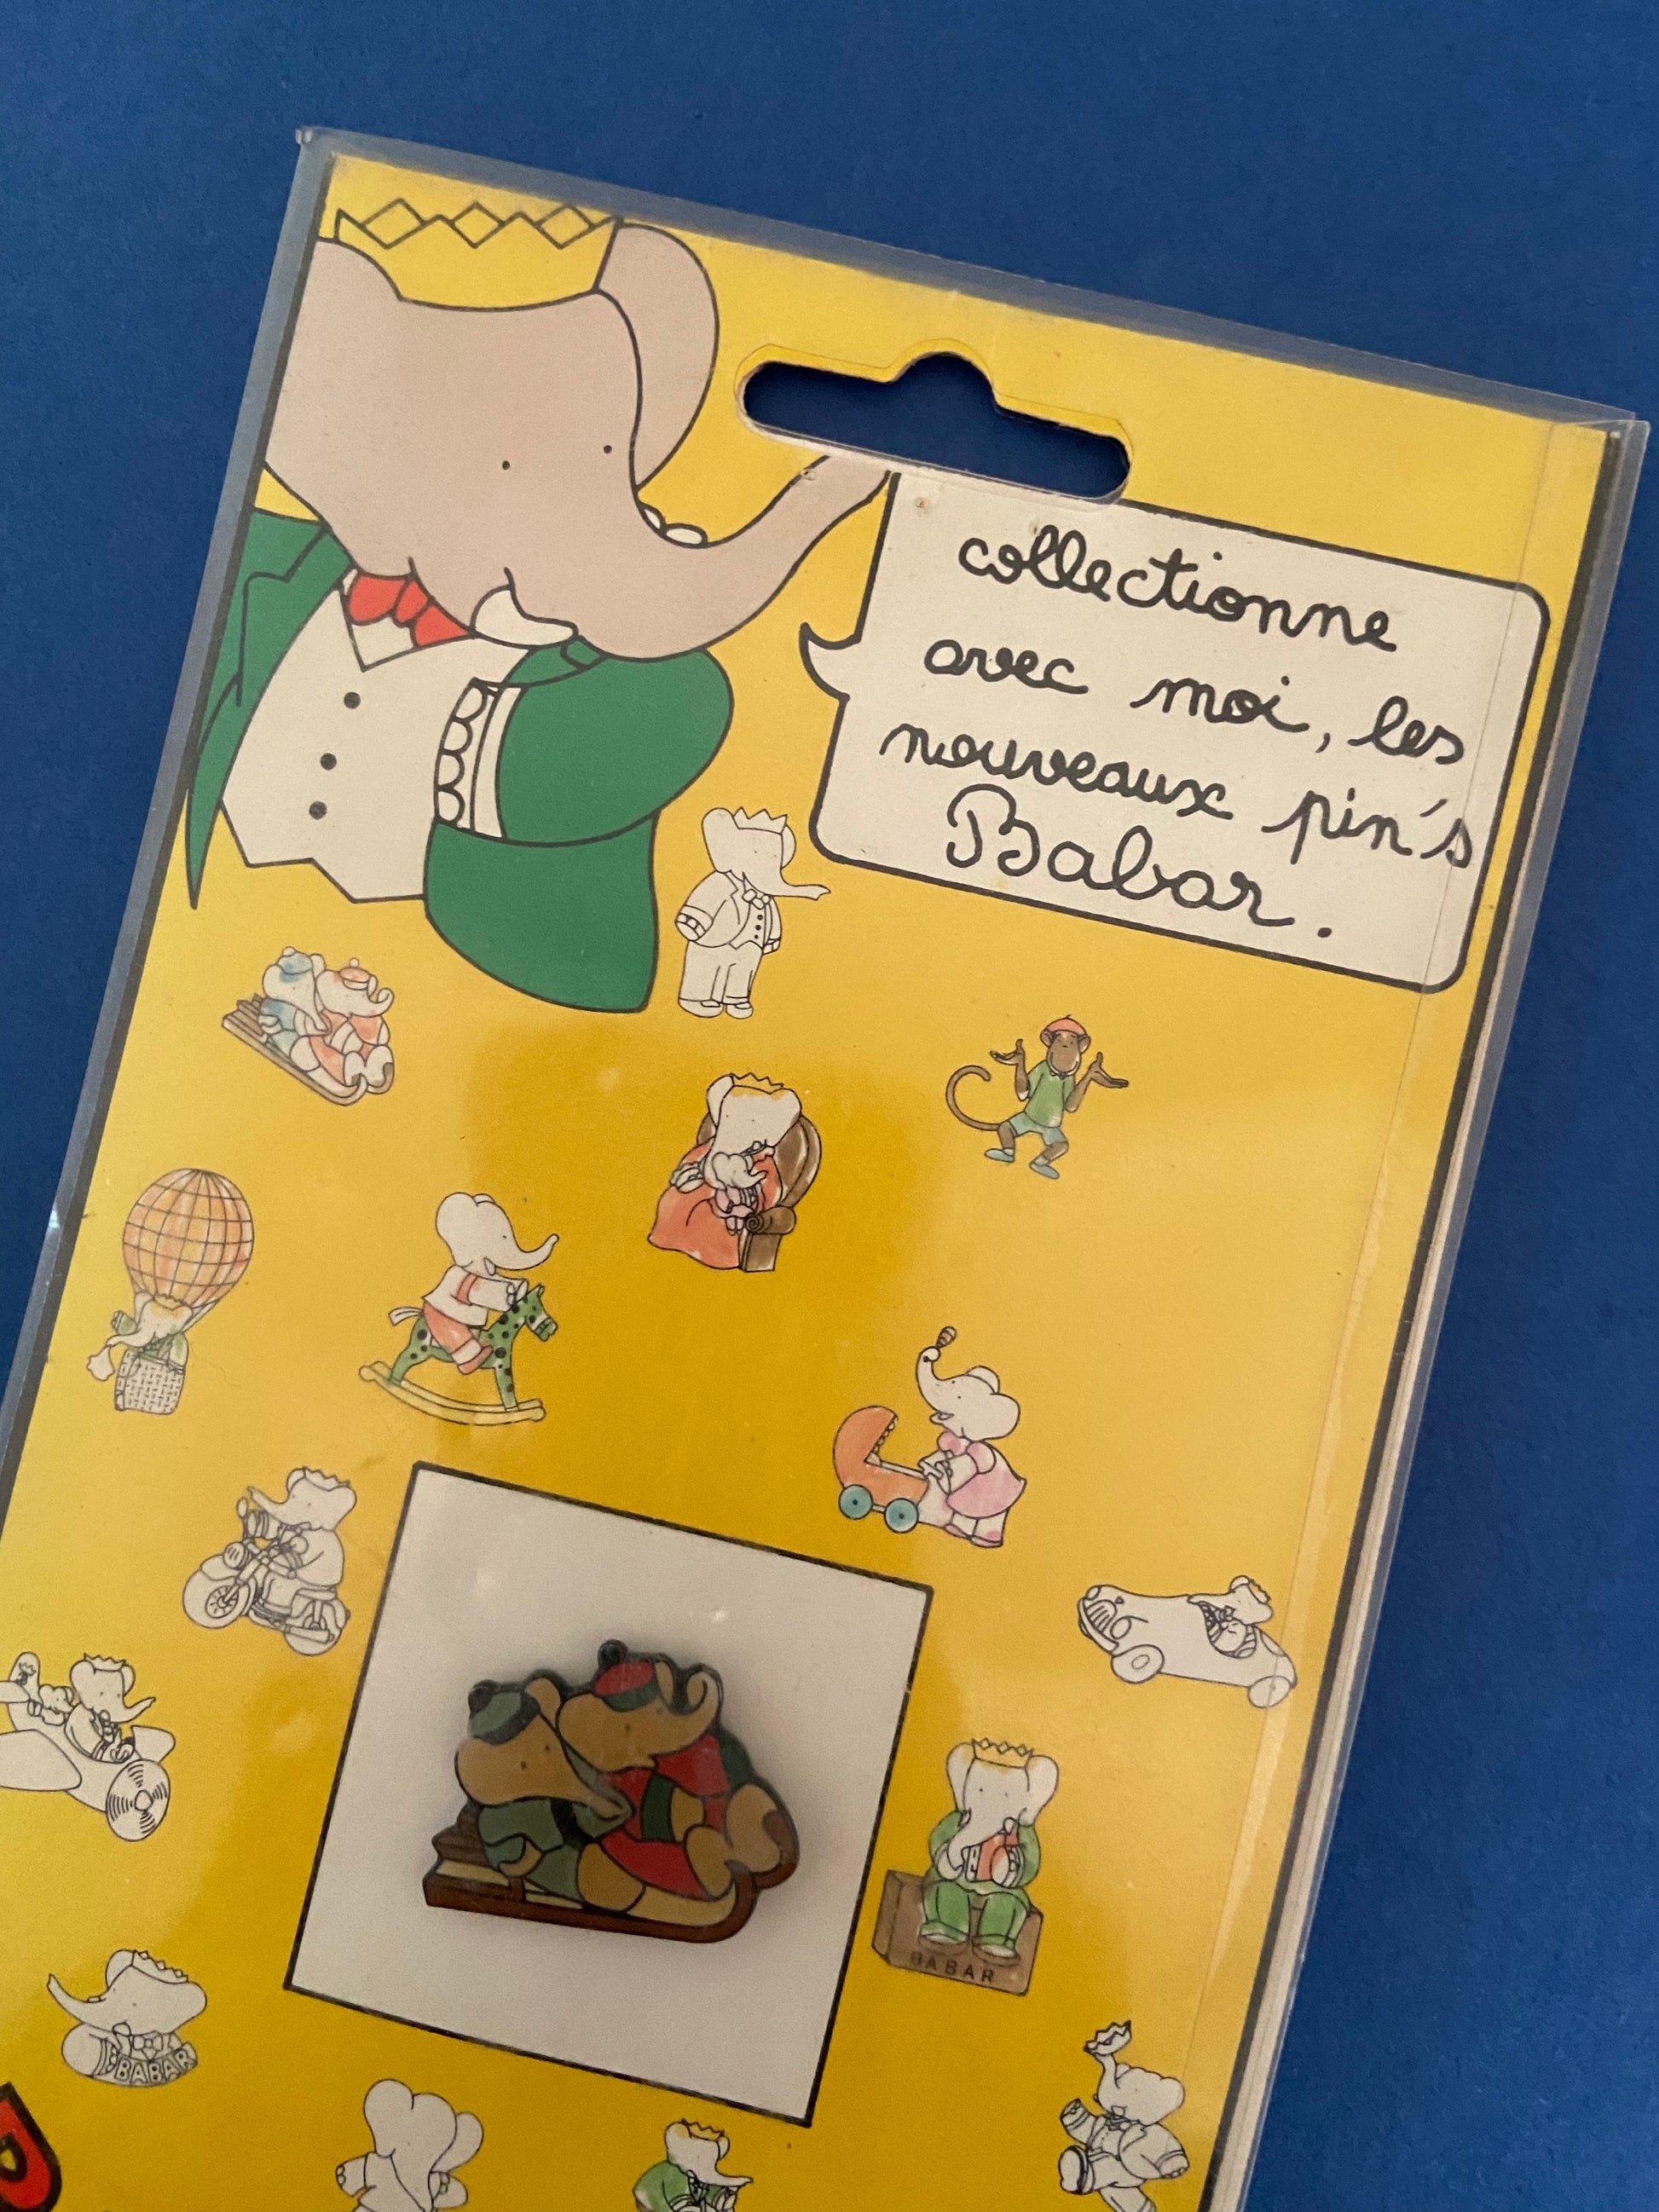 collectionne
avec moi, les
nouveaux pin's
Babar.
BABAR
BABAR